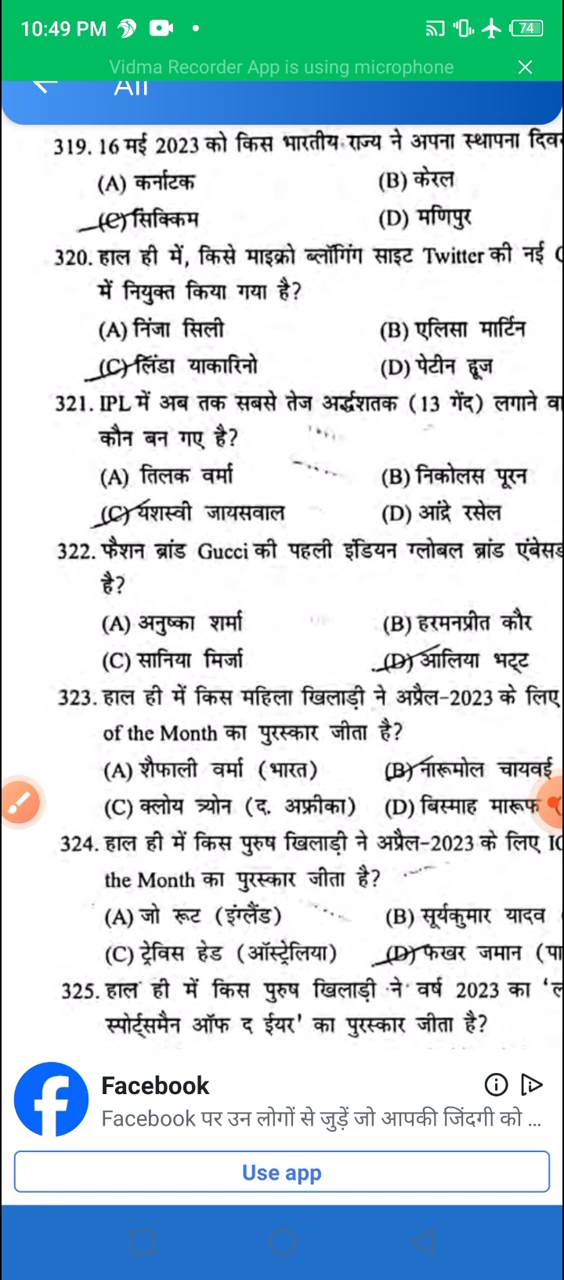 10:49 PM
74
Vidma Recorder App is using microphone
All
319. 16 मई 2023 को किस भारतीय राज्य ने अपना स्थापना
(A) कर्नाटक (B) केरल
(C) सिक्किम (D) मणिपुर
320. हाल ही में, किसे माइक्रो ब्लॉगिंग साइट Twitter की नई
में नियुक्त किया गया है?
(A) निंजा सिली (B) एलिसा मार्टिन
(C) लिंडा याकारिनो (D) पेटीन हूज
321. IPL में अब तक सबसे तेज अर्द्धशतक (13 गेंद) लगाने
कौन बन गए है?
(A) तिलक वर्मा (B) निकोलस पूरन
(C) यशस्वी जायसवाल (D) आंद्रे रसेल
322. फैशन ब्रांड Gucci की पहली इंडियन ग्लोबल ब्रांड
है?
(A) अनुष्का शर्मा (B) हरमनप्रीत कौर
(C) सानिया मिर्जा (D) आलिया भट्ट
323. हाल ही में किस महिला खिलाड़ी ने अप्रैल-2023 के लिए
of the Month का पुरस्कार जीता है?
(A) शैफाली वर्मा (भारत) (B) नारूमोल चायवई
(C) क्लोय त्र्योन (द. अफ्रीका) (D) बिस्माह मारूफ
324. हाल ही में किस पुरुष खिलाड़ी ने अप्रैल-2023 के लिए
the Month का पुरस्कार जीता है?
(A) जो रूट (इंग्लैंड) (B) सूर्यकुमार यादव
(C) ट्रेविस हेड (ऑस्ट्रेलिया) (D) फखर जमान
325. हाल ही में किस पुरुष खिलाड़ी ने वर्ष 2023 का
स्पोर्ट्समैन ऑफ द ईयर' का पुरस्कार जीता है?
Facebook
Facebook पर उन लोगों से जुड़ें जो आपकी जिंदगी को ...
Use app